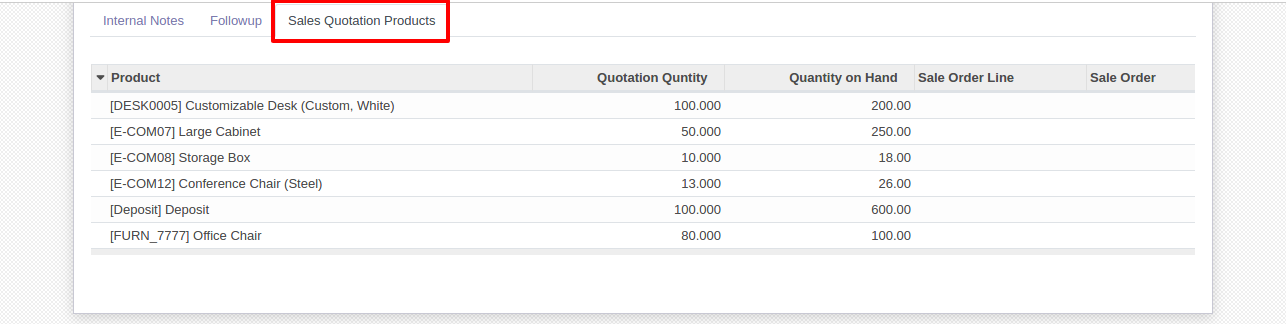 Internal Notes Followup Sales Quotation Products
Product Quotation Quntity Quantity on Hand Sale Order Line Sale Order
[DESK0005] Customizable Desk (Custom, White) 100.000 200.00
[E-COM07] Large Cabinet 50.000 250.00
[E-COM08] Storage Box 10.000 18.00
[E-COM12] Conference Chair (Steel) 13.000 26.00
[Deposit] Deposit 100.000 600.00
[FURN_7777] Office Chair 80.000 100.00